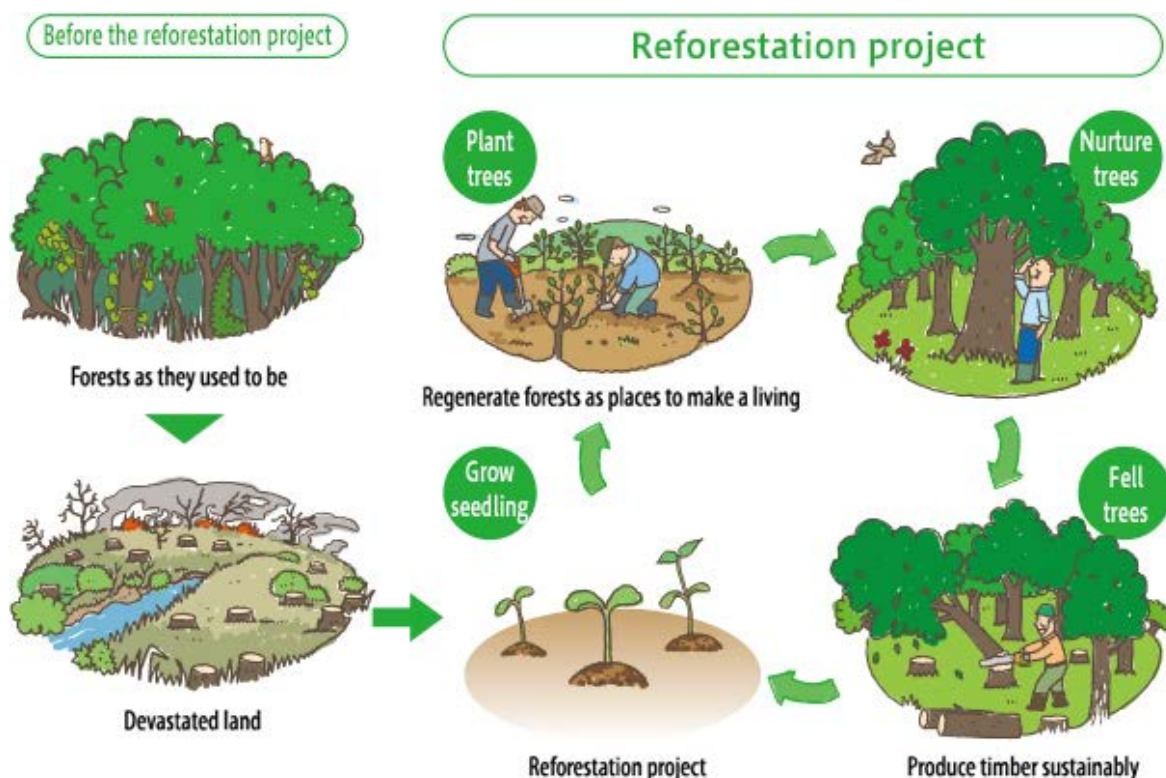 Before the reforestation project
Reforestation project
Forests as they used to be
Devastated land
Plant
trees
Regenerate forests as places to make a living
Nurture
trees
Grow
seedling
Reforestation project
Fell
trees
Produce timber sustainably